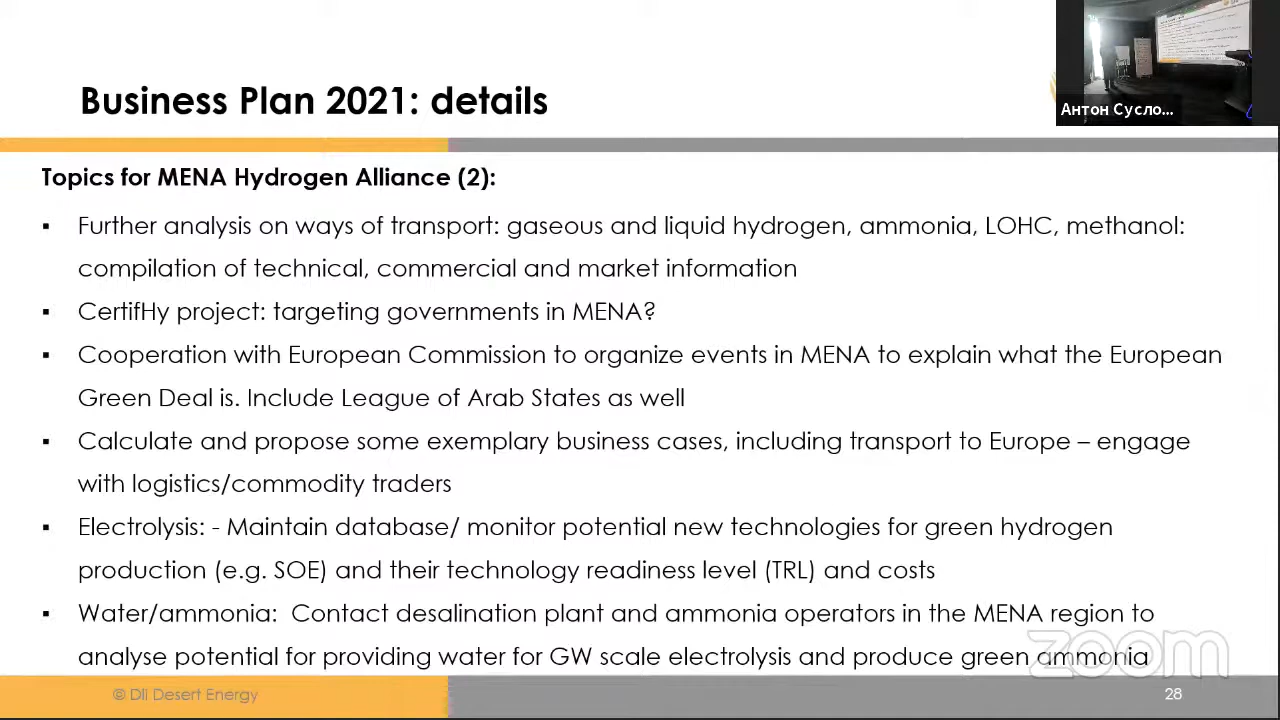 Business Plan 2021: details
Антон Сусло...
Topics for MENA Hydrogen Alliance (2):
▪ Further analysis on ways of transport: gaseous and liquid hydrogen, ammonia, LOHC, methanol:
compilation of technical, commercial and market information
▪ CertifHy project: targeting governments in MENA?
▪ Cooperation with European Commission to organize events in MENA to explain what the European
Green Deal is. Include League of Arab States as well
▪ Calculate and propose some exemplary business cases, including transport to Europe – engage
with logistics/commodity traders
▪ Electrolysis: - Maintain database/ monitor potential new technologies for green hydrogen
production (e.g. SOE) and their technology readiness level (TRL) and costs
▪ Water/ammonia:  Contact desalination plant and ammonia operators in the MENA region to
analyse potential for providing water for GW scale electrolysis and produce green ammonia
zoom
© Dii Desert Energy
28